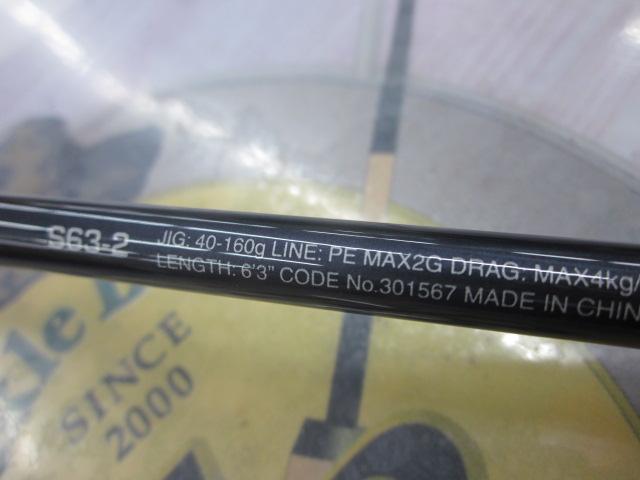 S63-2
JIG: 40-160g LINE: PE MAX2G DRAG: MAX4kg/
LENGTH: 6'3" CODE No.301567 MADE IN CHIN
SINCE
2000